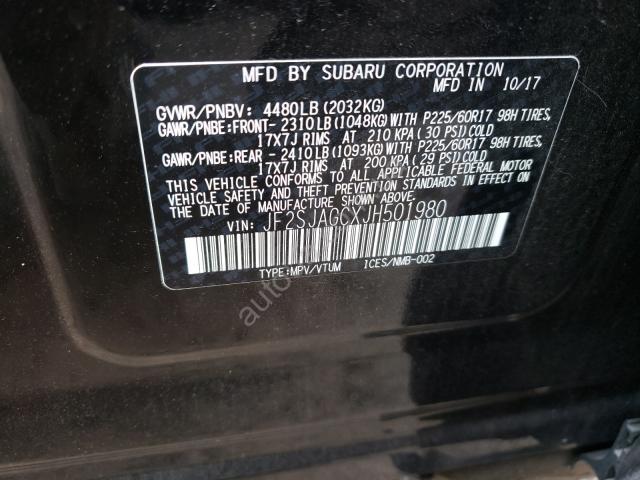 MFD BY SUBARU CORPORATION
MFD IN 10/17
GVWR/PNBV: 4480LB(2032KG)
GAWR/PNBE:FRONT- 2310LB(1048KG)WITH P225/60R17 98H TIRES,
17X7J RIMS AT 210 KPA(30 PSI)COLD
GAWR/PNBE:REAR - 2410LB(1093KG)WITH P225/60R17 98H TIRES,
17X7J RIMS AT 200 KPA(29 PSI)COLD
THIS VEHICLE CONFORMS TO ALL APPLICABLE FEDERAL MOTOR
VEHICLE SAFETY AND THEFT PREVENTION STANDARDS IN EFFECT
ON THE DATE OF MANUFACTURE SHOWN ABOVE.
VIN: JF2SJAGCXJH501980
TYPE:MPV/VTUM ICES/NMB-002